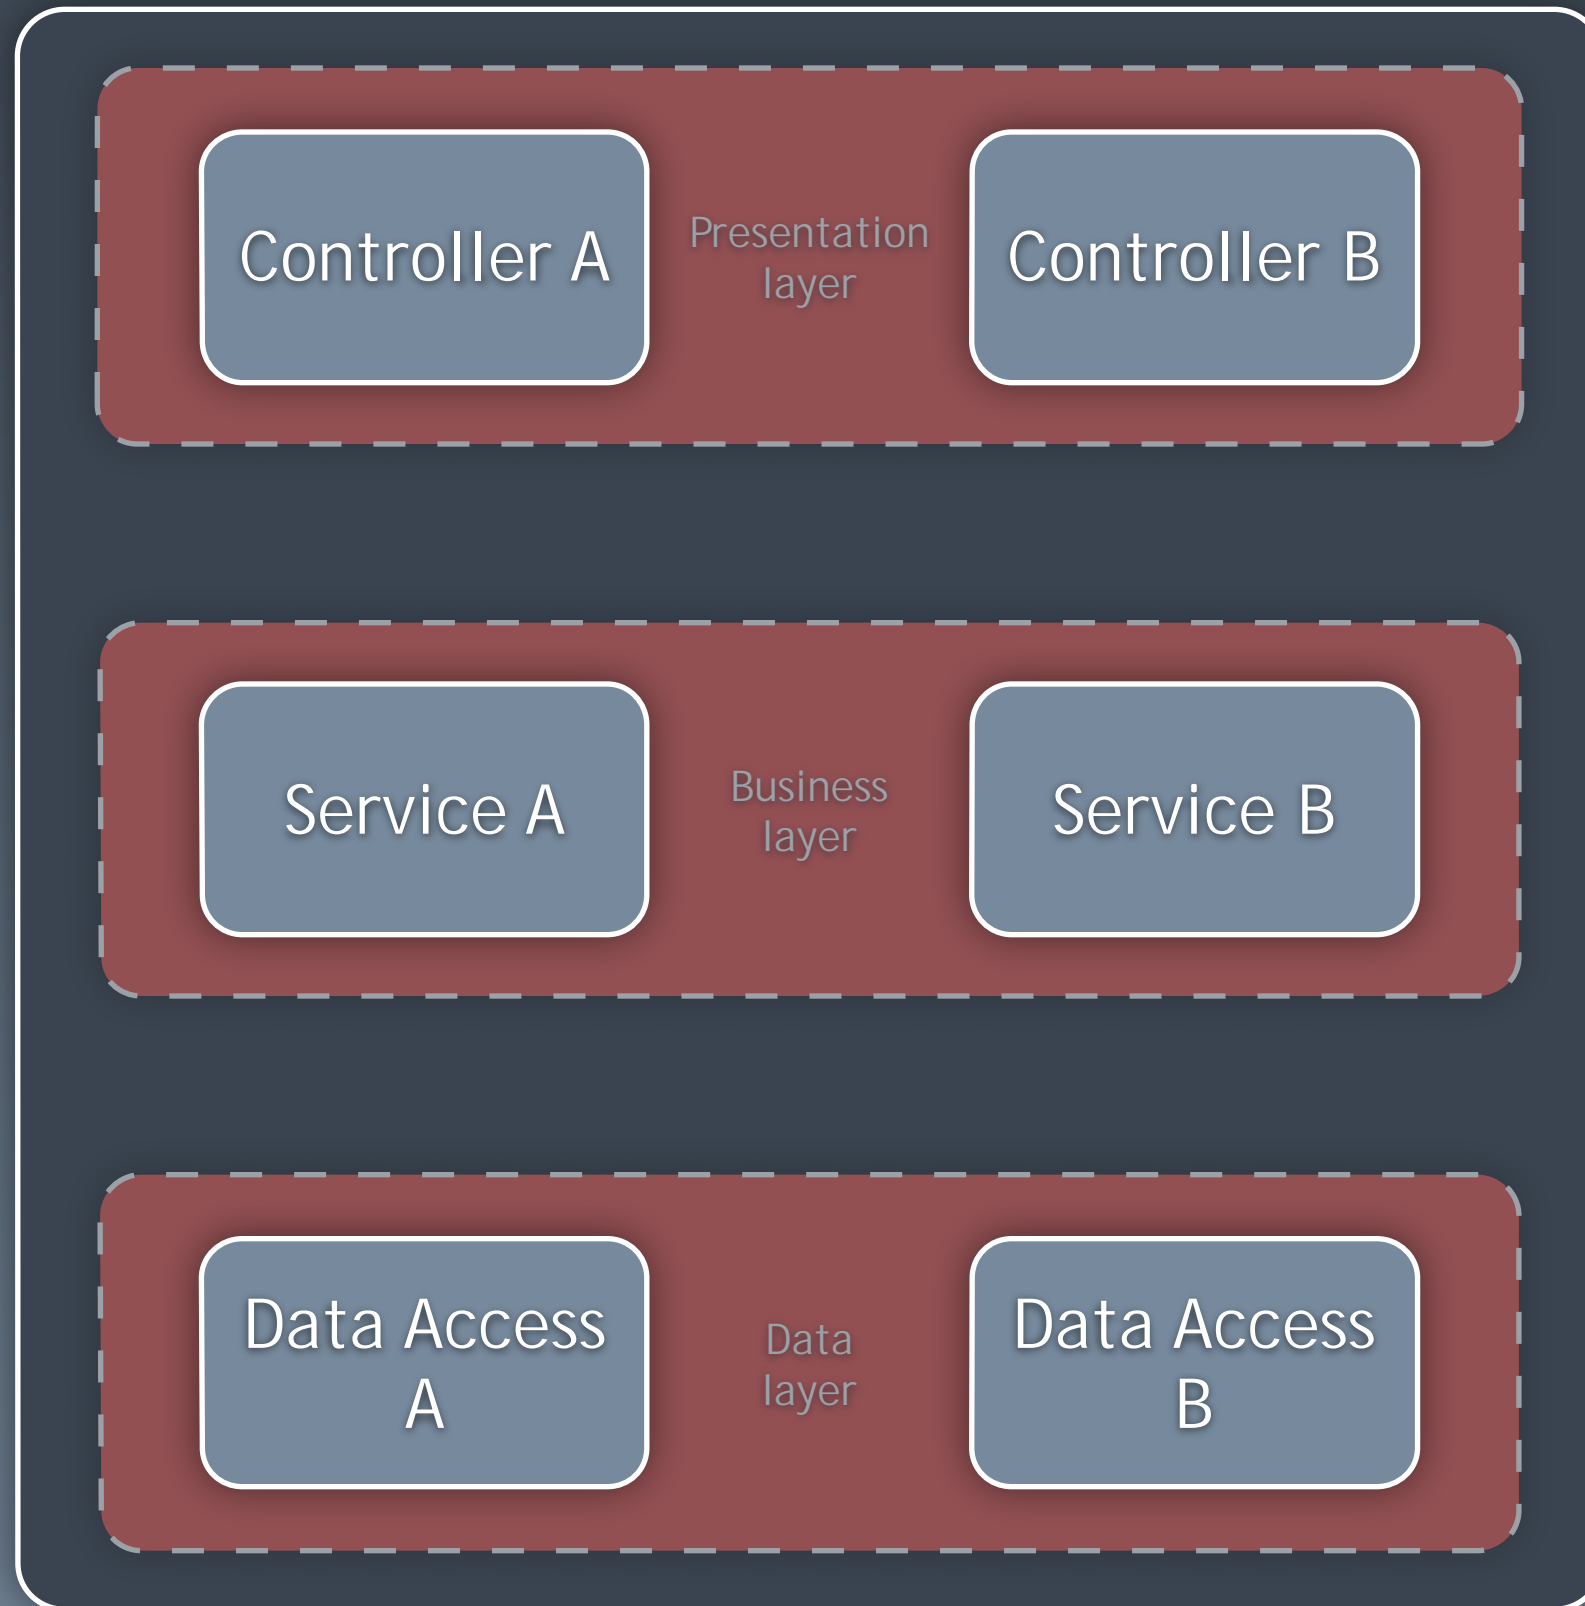 Controller A
Presentation
layer
Controller B
Service A
Business
layer
Service B
Data Access
A
Data
layer
Data Access
B